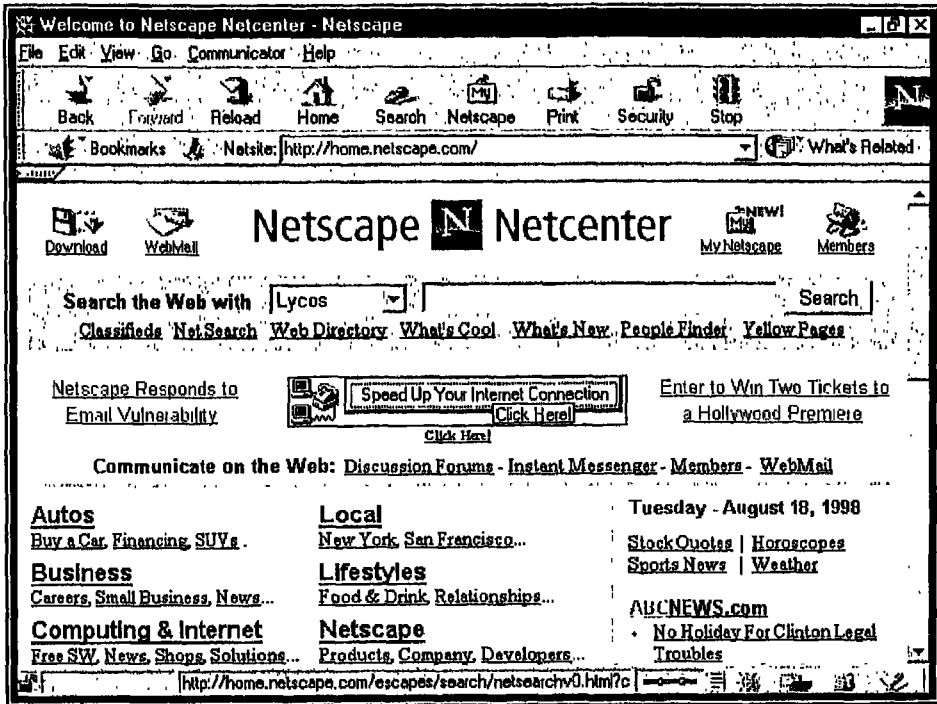 Welcome to Netscape Netcenter - Netscape
File Edit View Go Communicator Help
Back Forward Reload Home Search Netscape Print Security Stop
My
N
Bookmarks Netsite: http://home.netscape.com/ What's Related
Download WebMail Netscape N Netcenter NEW! My Netscape Members
Search the Web with Lycos Search
Classifieds Net Search Web Directory What's Cool What's New People Finder Yellow Pages
Netscape Responds to Email Vulnerability
Speed Up Your Internet Connection
Click Here!
Click Here!
Enter to Win Two Tickets to a Hollywood Premiere
Communicate on the Web: Discussion Forums - Instant Messenger - Members - WebMail
Autos
Buy a Car, Financing, SUVs .
Business
Careers, Small Business, News...
Computing & Internet
Free SW, News, Shops, Solutions...
Local
New York, San Francisco...
Lifestyles
Food & Drink, Relationships...
Netscape
Products, Company, Developers...
Tuesday - August 18, 1998
Stock Quotes | Horoscopes
Sports News | Weather
ABCNEWS.com
• No Holiday For Clinton Legal
Troubles
http://home.netscape.com/escapes/search/netsearchv0.html?c